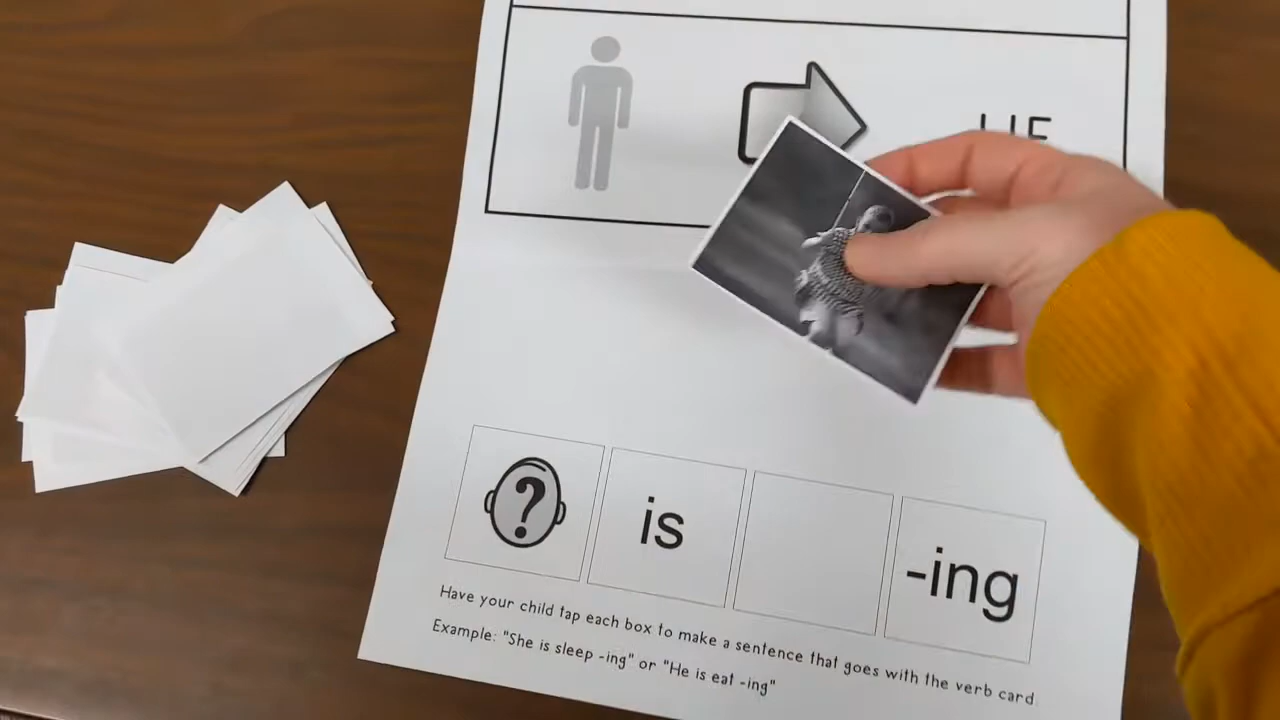 HE
?
is
-ing
Have your child tap each box to make a sentence that goes with the verb card.
Example: "She is sleep -ing" or "He is eat -ing"